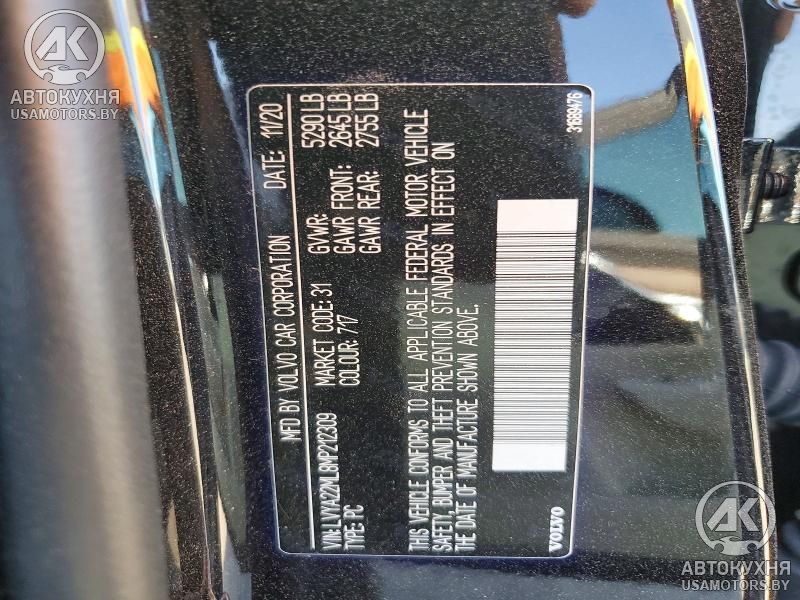 MFD BY VOLVO CAR CORPORATION DATE: 11/20
VIN: LVYA22ML8MP212309 GVWR: 5290 LB
TYPE: PC MARKET CODE: 31 GAWR FRONT: 2645 LB
COLOUR: 717 GAWR REAR: 2755 LB
THIS VEHICLE CONFORMS TO ALL APPLICABLE FEDERAL MOTOR VEHICLE
SAFETY, BUMPER AND THEFT PREVENTION STANDARDS IN EFFECT ON
THE DATE OF MANUFACTURE SHOWN ABOVE.
VOLVO 31689476
АК
АВТОКУХНЯ
USAMOTORS.BY
АК
АВТОКУХНЯ
USAMOTORS.BY